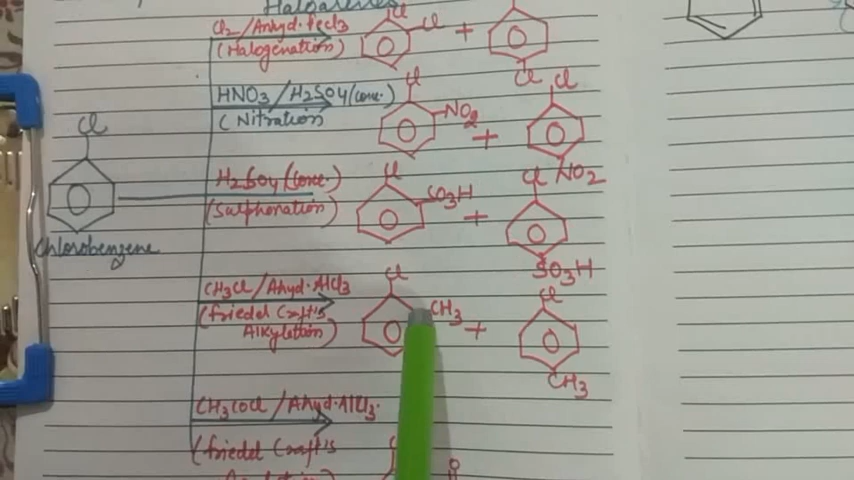 Haloarenes
Cl2/Anhyd.FeCl3
(Halogenation)
Cl
Cl
+
Cl
HNO3/H2SO4(conc.)
(Nitration)
Cl
NO2
+
Cl
NO2
Cl
Chlorobenzene
H2SO4(conc.)
(Sulphonation)
Cl
SO3H
+
Cl
SO3H
CH3Cl/Anhyd.AlCl3
(Friedel Craft's
Alkylation)
Cl
CH3
+
Cl
CH3
CH3COCl/Anhyd.AlCl3.
(Friedel Craft's
O